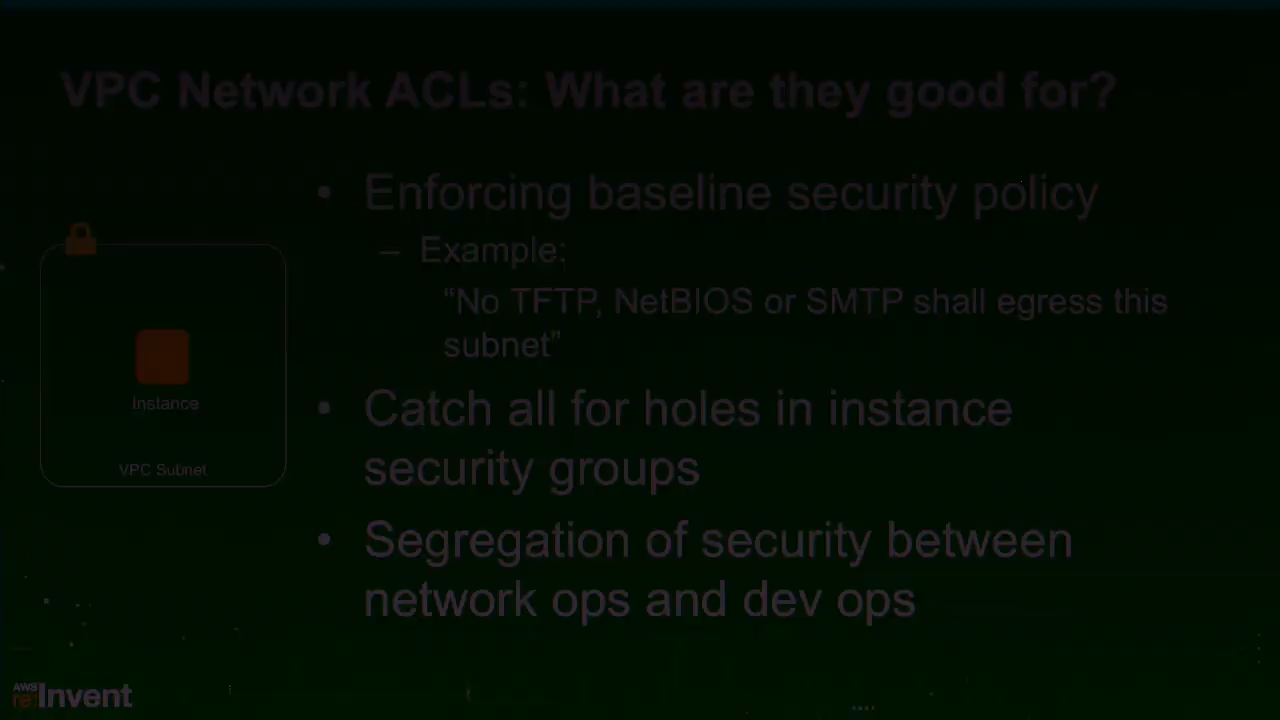 VPC Network ACLs: What are they good for?
• Enforcing baseline security policy
– Example:
“No TFTP, NetBIOS or SMTP shall egress this
subnet”
• Catch all for holes in instance
security groups
• Segregation of security between
network ops and dev ops
Instance
VPC Subnet
AWS
re:Invent